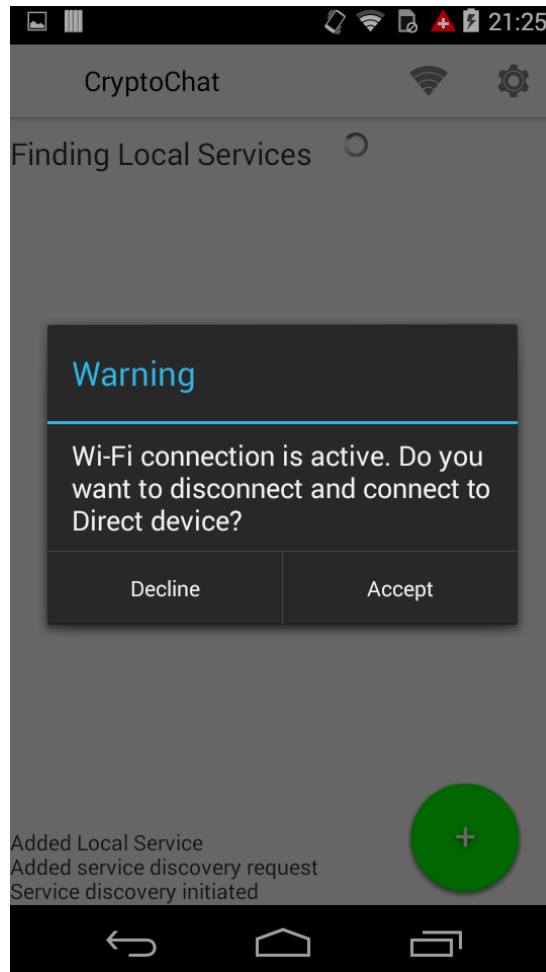 21:25
CryptoChat
Finding Local Services
Warning
Wi-Fi connection is active. Do you
want to disconnect and connect to
Direct device?
Decline Accept
+
Added Local Service
Added service discovery request
Service discovery initiated